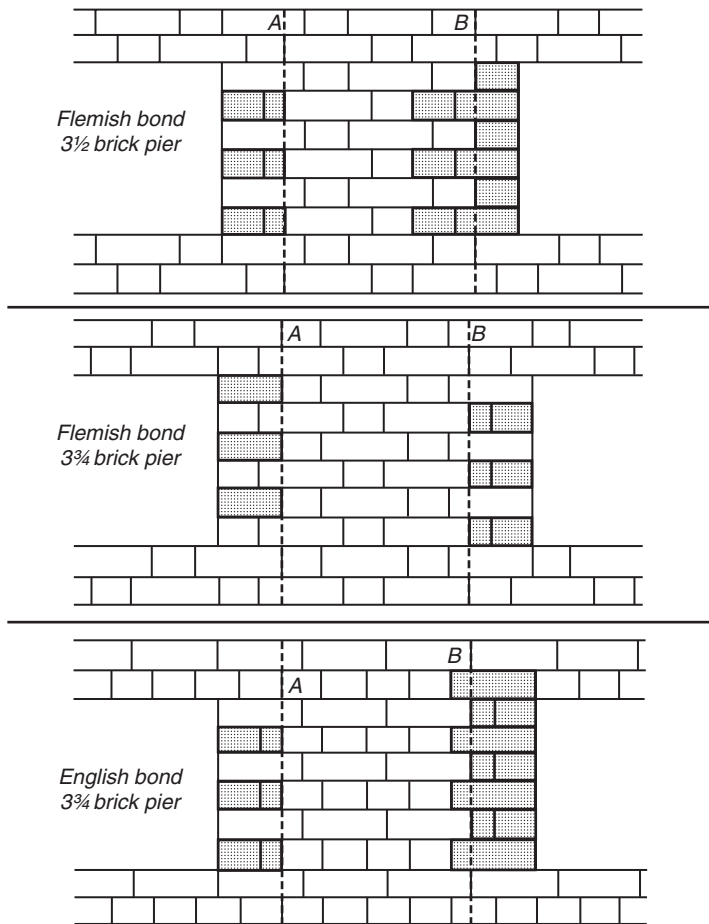 A B
Flemish bond
3½ brick pier
A B
Flemish bond
3¾ brick pier
B
A
English bond
3¾ brick pier